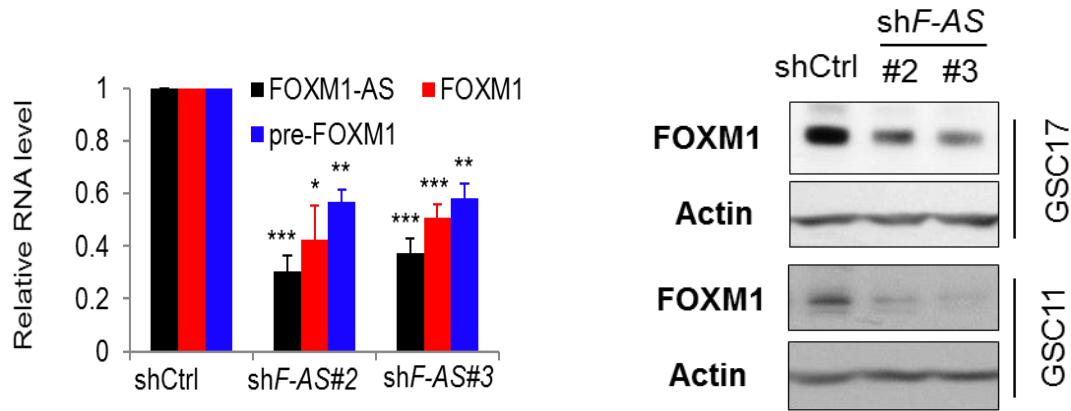 Relative RNA level
1
0.8
0.6
0.4
0.2
0
FOXM1-AS FOXM1
pre-FOXM1
*** * **
*** *** **
shCtrl shF-AS#2 shF-AS#3
shF-AS
shCtrl #2 #3
FOXM1
Actin
GSC17
FOXM1
Actin
GSC11